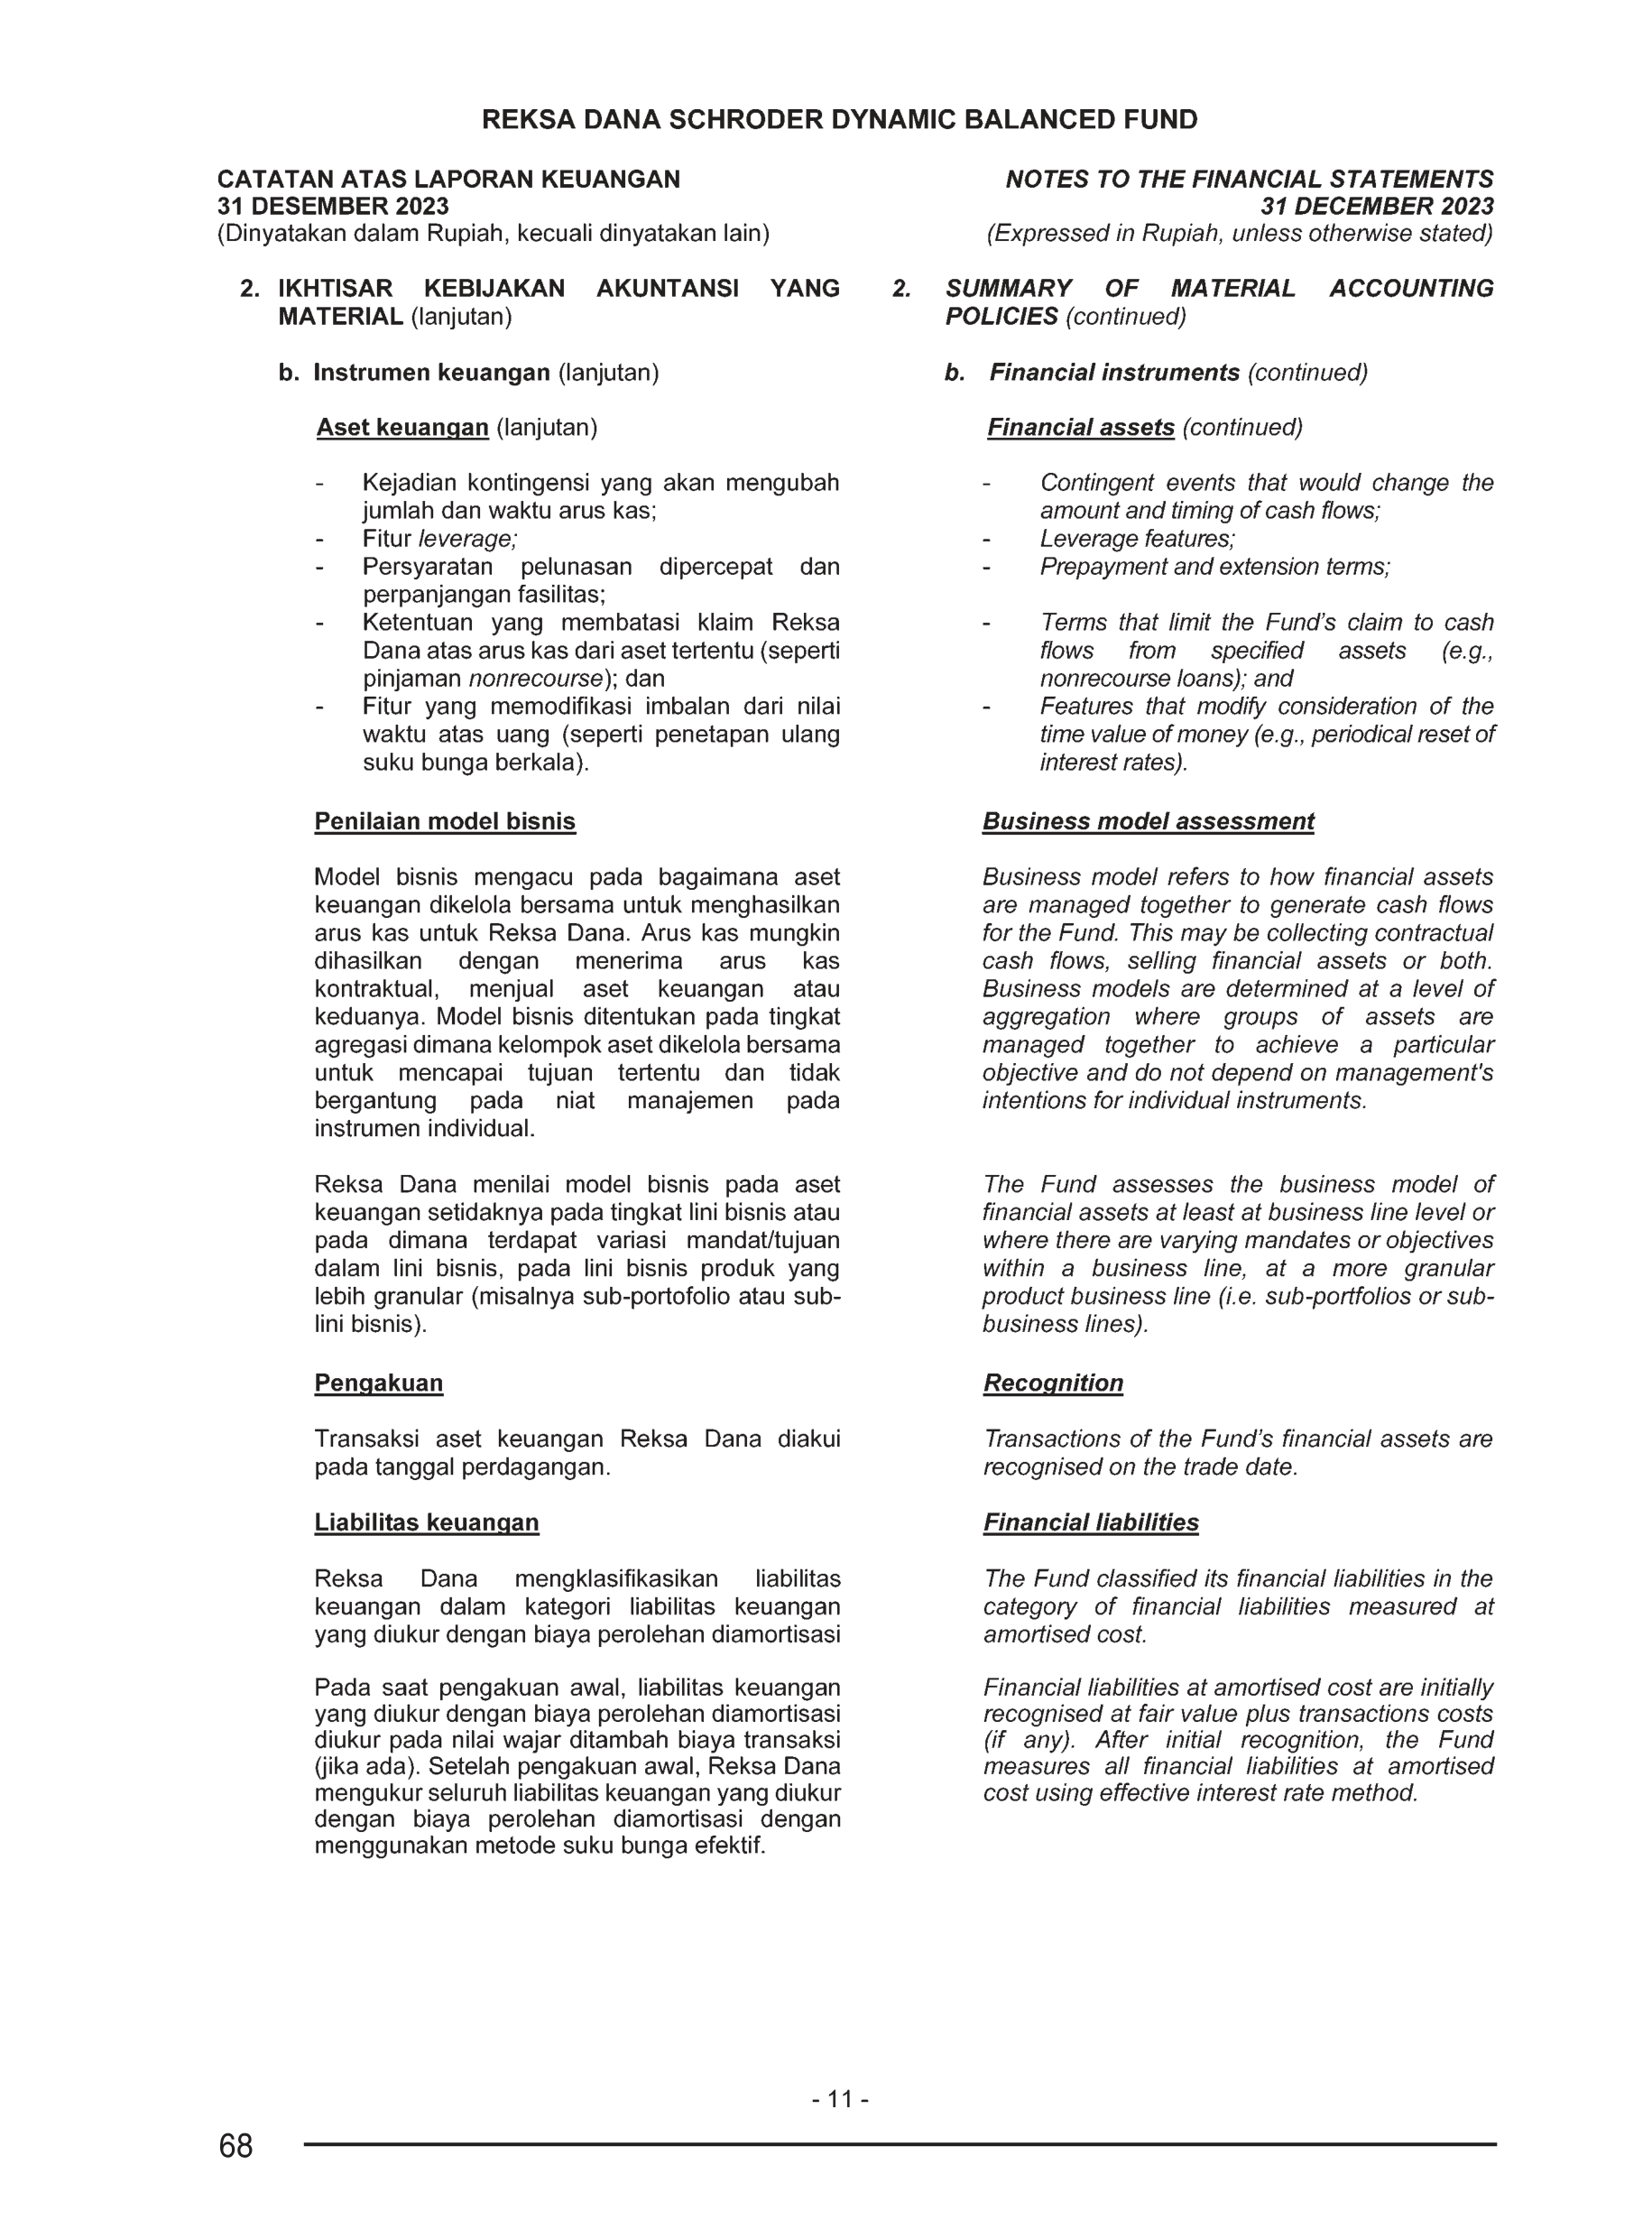 REKSA DANA SCHRODER DYNAMIC BALANCED FUND
CATATAN ATAS LAPORAN KEUANGAN
31 DESEMBER 2023
(Dinyatakan dalam Rupiah, kecuali dinyatakan lain)
NOTES TO THE FINANCIAL STATEMENTS
31 DECEMBER 2023
(Expressed in Rupiah, unless otherwise stated)
2. IKHTISAR KEBIJAKAN AKUNTANSI YANG
MATERIAL (lanjutan)
b. Instrumen keuangan (lanjutan)
Aset keuangan (lanjutan)
- Kejadian kontingensi yang akan mengubah
jumlah dan waktu arus kas;
- Fitur leverage;
- Persyaratan pelunasan dipercepat dan
perpanjangan fasilitas;
- Ketentuan yang membatasi klaim Reksa
Dana atas arus kas dari aset tertentu (seperti
pinjaman nonrecourse); dan
- Fitur yang memodifikasi imbalan dari nilai
waktu atas uang (seperti penetapan ulang
suku bunga berkala).
Penilaian model bisnis
Model bisnis mengacu pada bagaimana aset
keuangan dikelola bersama untuk menghasilkan
arus kas untuk Reksa Dana. Arus kas mungkin
dihasilkan dengan menerima arus kas
kontraktual, menjual aset keuangan atau
keduanya. Model bisnis ditentukan pada tingkat
agregasi dimana kelompok aset dikelola bersama
untuk mencapai tujuan tertentu dan tidak
bergantung pada niat manajemen pada
instrumen individual.
Reksa Dana menilai model bisnis pada aset
keuangan setidaknya pada tingkat lini bisnis atau
pada dimana terdapat variasi mandat/tujuan
dalam lini bisnis, pada lini bisnis produk yang
lebih granular (misalnya sub-portofolio atau sub-
lini bisnis).
Pengakuan
Transaksi aset keuangan Reksa Dana diakui
pada tanggal perdagangan.
Liabilitas keuangan
Reksa Dana mengklasifikasikan liabilitas
keuangan dalam kategori liabilitas keuangan
yang diukur dengan biaya perolehan diamortisasi
Pada saat pengakuan awal, liabilitas keuangan
yang diukur dengan biaya perolehan diamortisasi
diukur pada nilai wajar ditambah biaya transaksi
(jika ada). Setelah pengakuan awal, Reksa Dana
mengukur seluruh liabilitas keuangan yang diukur
dengan biaya perolehan diamortisasi dengan
menggunakan metode suku bunga efektif.
2. SUMMARY OF MATERIAL ACCOUNTING
POLICIES (continued)
b. Financial instruments (continued)
Financial assets (continued)
- Contingent events that would change the
amount and timing of cash flows;
- Leverage features;
- Prepayment and extension terms;
- Terms that limit the Fund’s claim to cash
flows from specified assets (e.g.,
nonrecourse loans); and
- Features that modify consideration of the
time value of money (e.g., periodical reset of
interest rates).
Business model assessment
Business model refers to how financial assets
are managed together to generate cash flows
for the Fund. This may be collecting contractual
cash flows, selling financial assets or both.
Business models are determined at a level of
aggregation where groups of assets are
managed together to achieve a particular
objective and do not depend on management's
intentions for individual instruments.
The Fund assesses the business model of
financial assets at least at business line level or
where there are varying mandates or objectives
within a business line, at a more granular
product business line (i.e. sub-portfolios or sub-
business lines).
Recognition
Transactions of the Fund’s financial assets are
recognised on the trade date.
Financial liabilities
The Fund classified its financial liabilities in the
category of financial liabilities measured at
amortised cost.
Financial liabilities at amortised cost are initially
recognised at fair value plus transactions costs
(if any). After initial recognition, the Fund
measures all financial liabilities at amortised
cost using effective interest rate method.
- 11 -
68